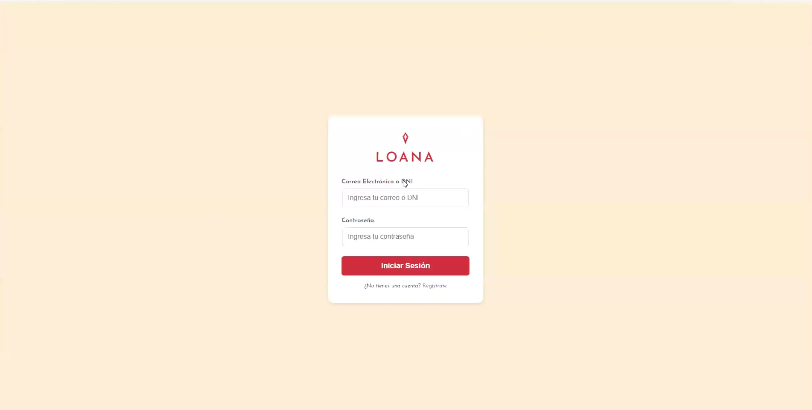 LOANA
Correo Electrónico o DNI
Ingresa tu correo o DNI
Contraseña
Ingresa tu contraseña
Iniciar Sesión
¿No tienes una cuenta? Regístrate